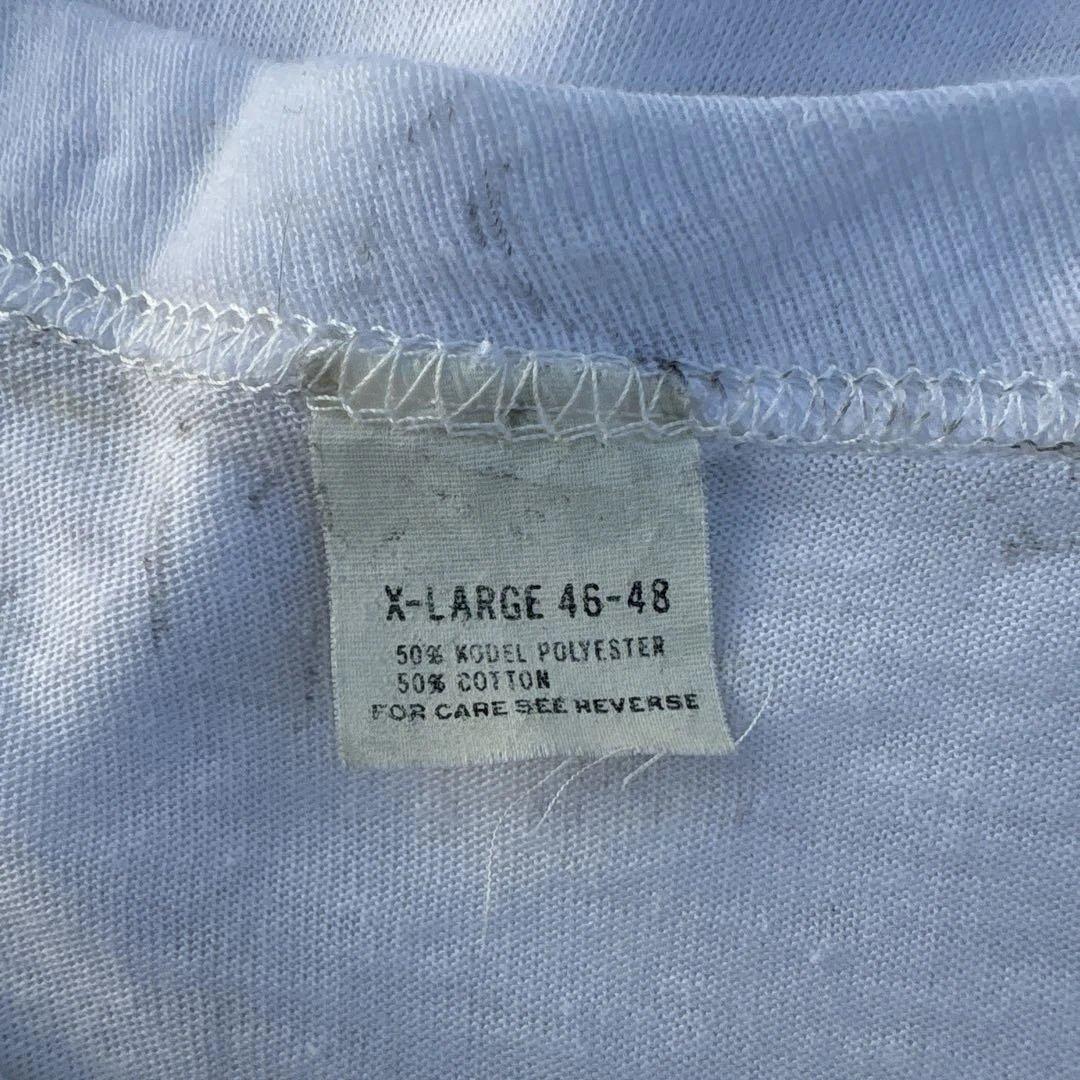 X-LARGE 46-48
50% KODEL POLYESTER
50% COTTON
FOR CARE SEE REVERSE